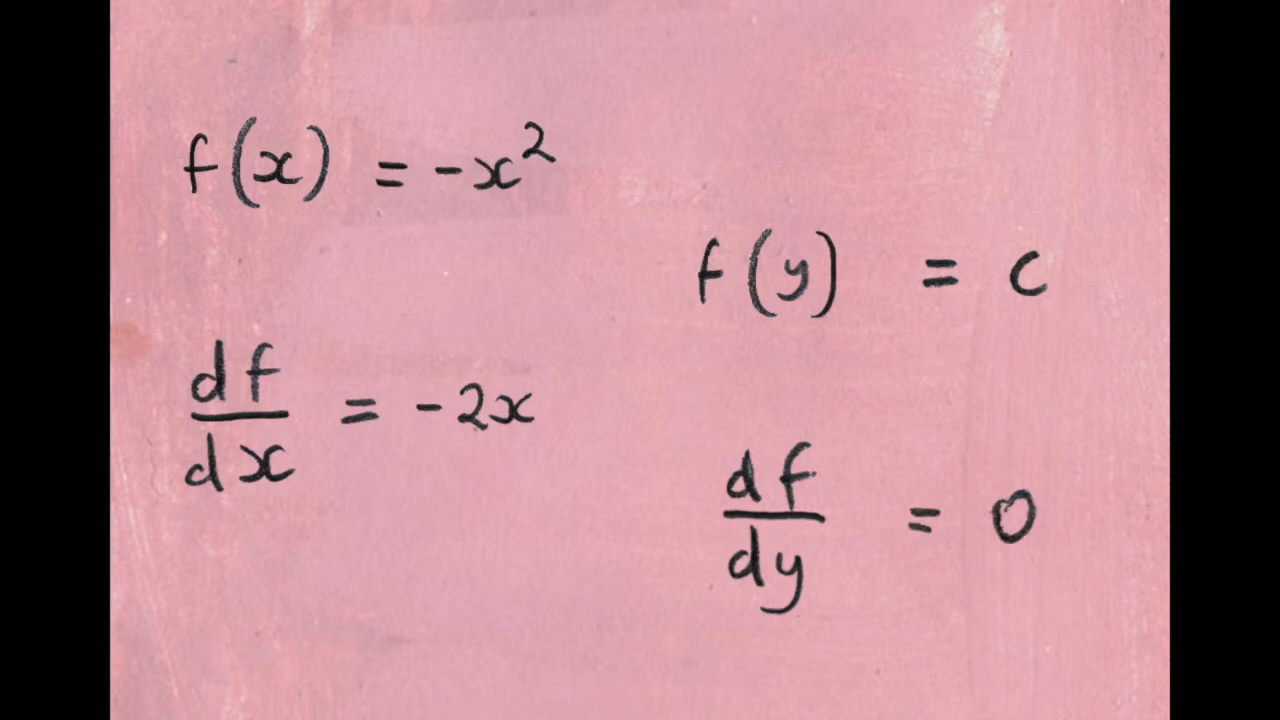 f(x) = -x²
f(y) = c
df/dx = -2x
df/dy = 0